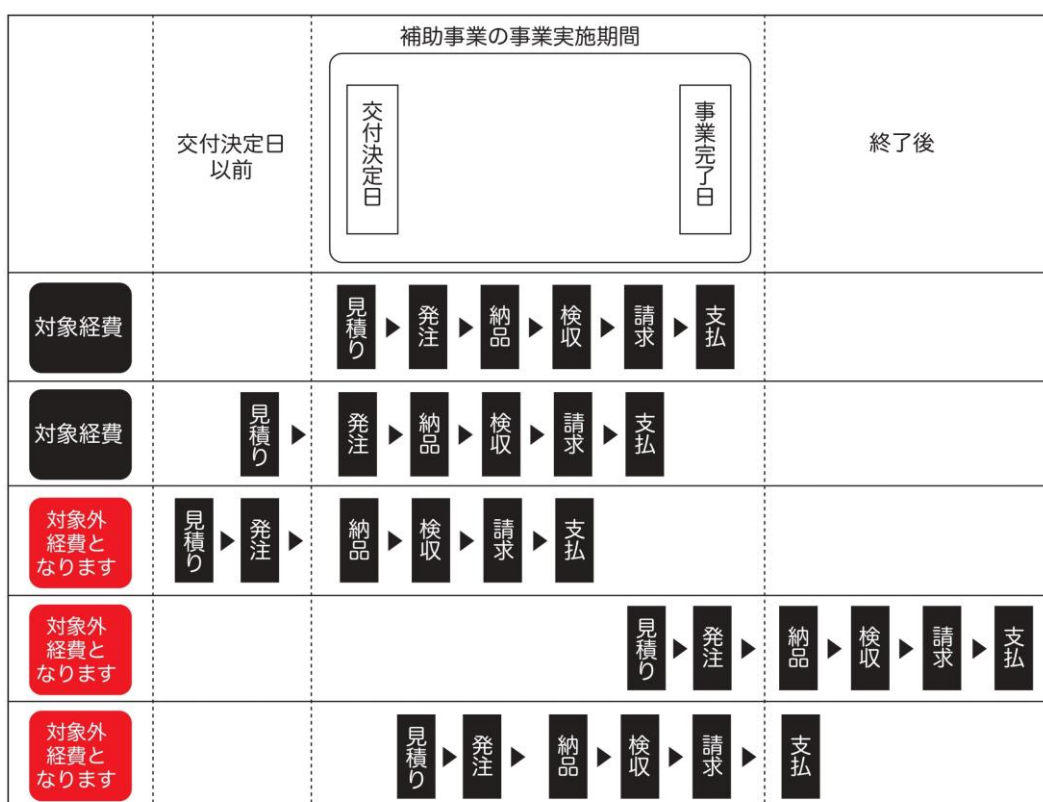 補助事業の事業実施期間
交付決定日
以前
交付決定日
事業完了日
終了後
対象経費
見積り
発注
納品
検収
請求
支払
対象経費
見積り
発注
納品
検収
請求
支払
対象外
経費と
なります
見積り
発注
納品
検収
請求
支払
対象外
経費と
なります
見積り
発注
納品
検収
請求
支払
対象外
経費と
なります
見積り
発注
納品
検収
請求
支払